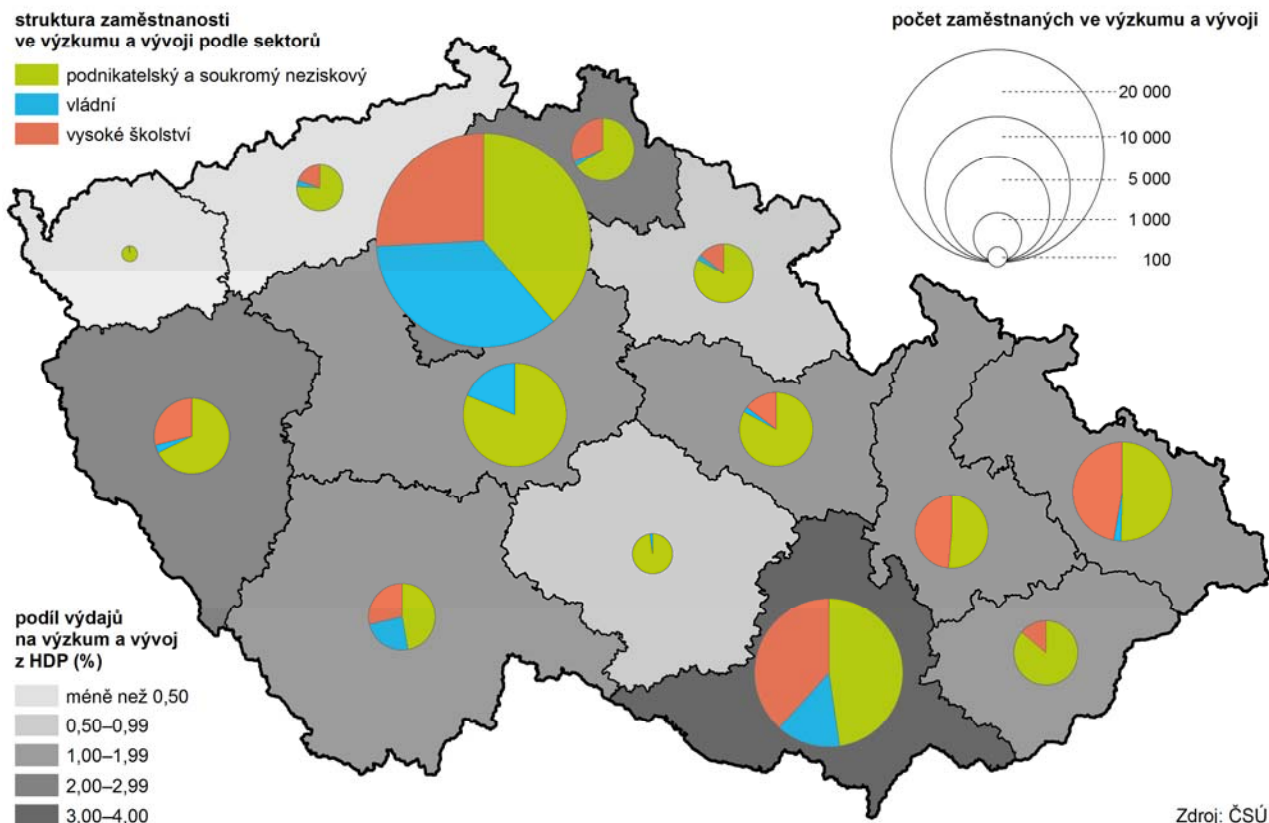 struktura zaměstnanosti
ve výzkumu a vývoji podle sektorů
podnikatelský a soukromý neziskový
vládní
vysoké školství
počet zaměstnaných ve výzkumu a vývoji
20 000
10 000
5 000
1 000
100
podíl výdajů
na výzkum a vývoj
z HDP (%)
méně než 0,50
0,50–0,99
1,00–1,99
2,00–2,99
3,00–4,00
Zdroj: ČSÚ